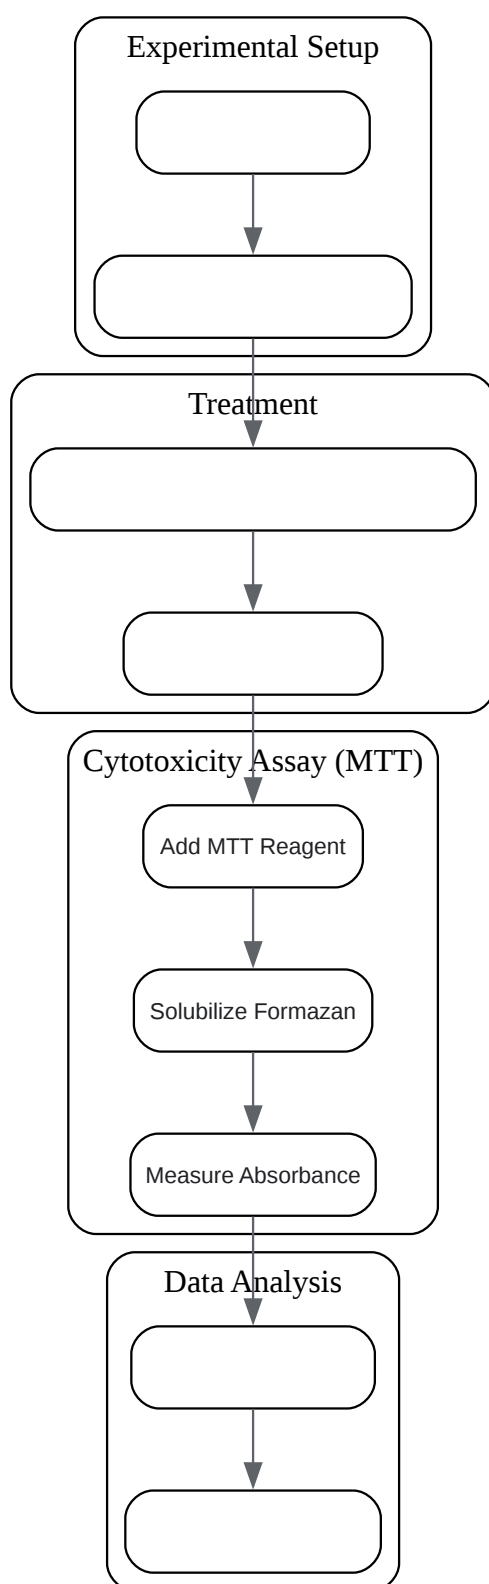 Experimental Setup
Treatment
Cytotoxicity Assay (MTT)
Add MTT Reagent
Solubilize Formazan
Measure Absorbance
Data Analysis